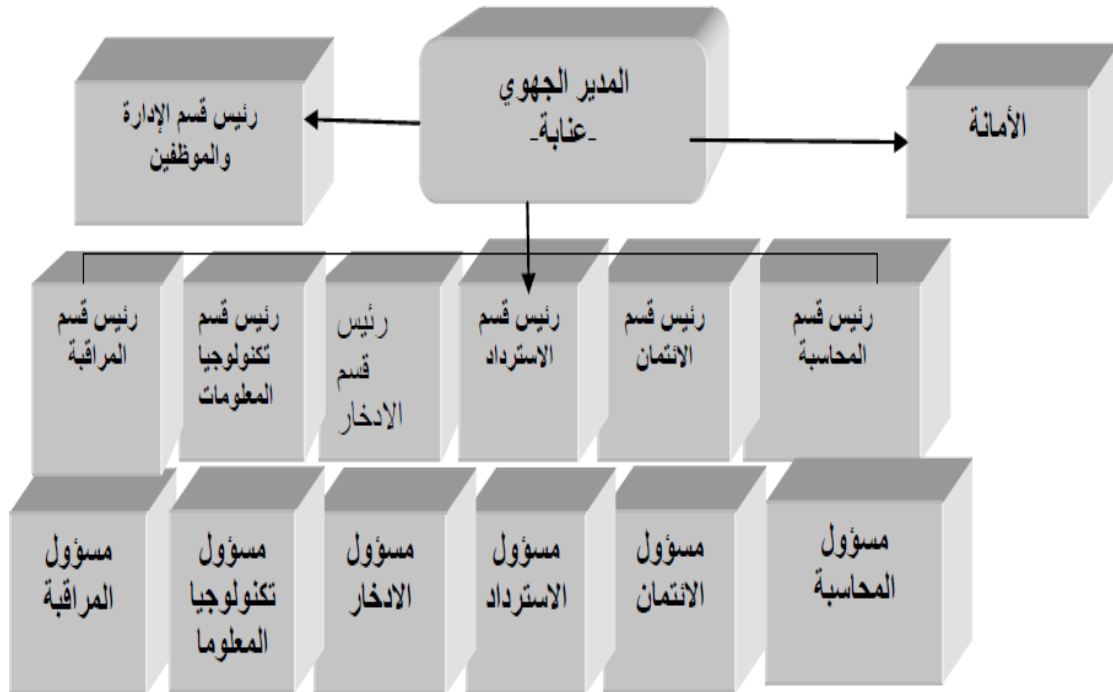 المدير الجهوي
-عنابة-
الأمانة
رئيس قسم الإدارة
والموظفين
رئيس قسم
المحاسبة
رئيس قسم
الائتمان
رئيس قسم
الاسترداد
رئيس
قسم
الادخار
رئيس قسم
تكنولوجيا
المعلومات
رئيس قسم
المراقبة
مسؤول
المحاسبة
مسؤول
الائتمان
مسؤول
الاسترداد
مسؤول
الادخار
مسؤول
تكنولوجيا
المعلوما
مسؤول
المراقبة